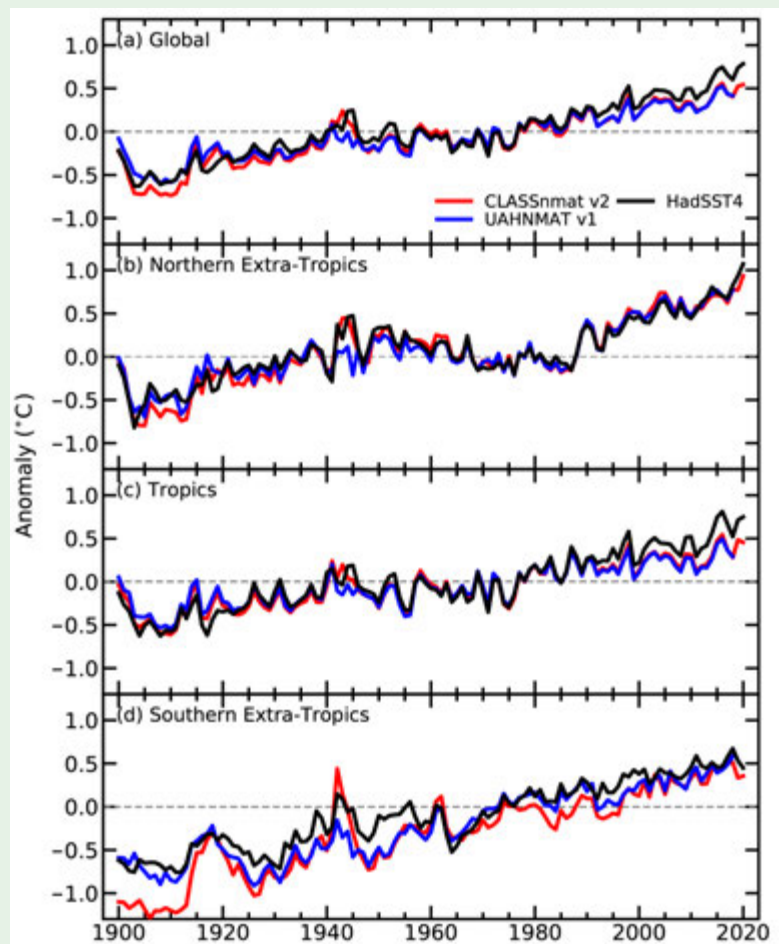 (a) Global
1.0
0.5
0.0
−0.5
−1.0
CLASSnmat v2
HadSST4
UAHNMAT v1
(b) Northern Extra-Tropics
1.0
0.5
0.0
−0.5
−1.0
Anomaly (°C)
(c) Tropics
1.0
0.5
0.0
−0.5
−1.0
(d) Southern Extra-Tropics
1.0
0.5
0.0
−0.5
−1.0
1900 1920 1940 1960 1980 2000 2020